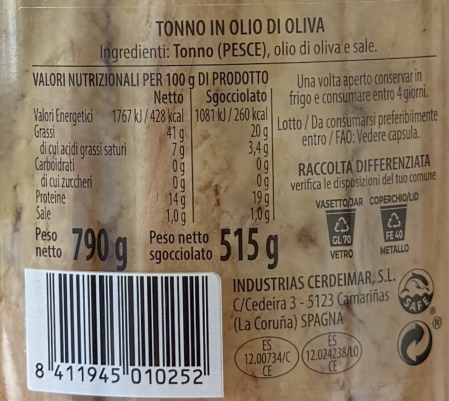 TONNO IN OLIO DI OLIVA
Ingredienti: Tonno (PESCE), olio di oliva e sale.
VALORI NUTRIZIONALI PER 100 g DI PRODOTTO
Netto Sgocciolato
Valori Energetici 1767 kJ/428 kcal 1081 kJ/260 kcal
Grassi 41 g 20 g
di cui acidi grassi saturi 7 g 3,4 g
Carboidrati 0 g 0 g
di cui zuccheri 0 g 0 g
Proteine 14 g 19 g
Sale 1,0 g 1,0 g
Una volta aperto conservar in
frigo e consumare entro 4 giorni.
Lotto / Da consumarsi preferibilmente
entro / FAO: Vedere capsula.
RACCOLTA DIFFERENZIATA
verifica le disposizioni del tuo comune
VASETTO/JAR COPERCHIO/LID
GL 70 FE 40
VETRO METALLO
Peso netto 790 g Peso netto sgocciolato 515 g
INDUSTRIAS CERDEIMAR, S.L.
C/Cedeira 3 - 5123 Camariñas
(La Coruña) SPAGNA
SAFE
®
ES
12.00734/C
CE
ES
12.024238/LO
CE
8 411945 010252